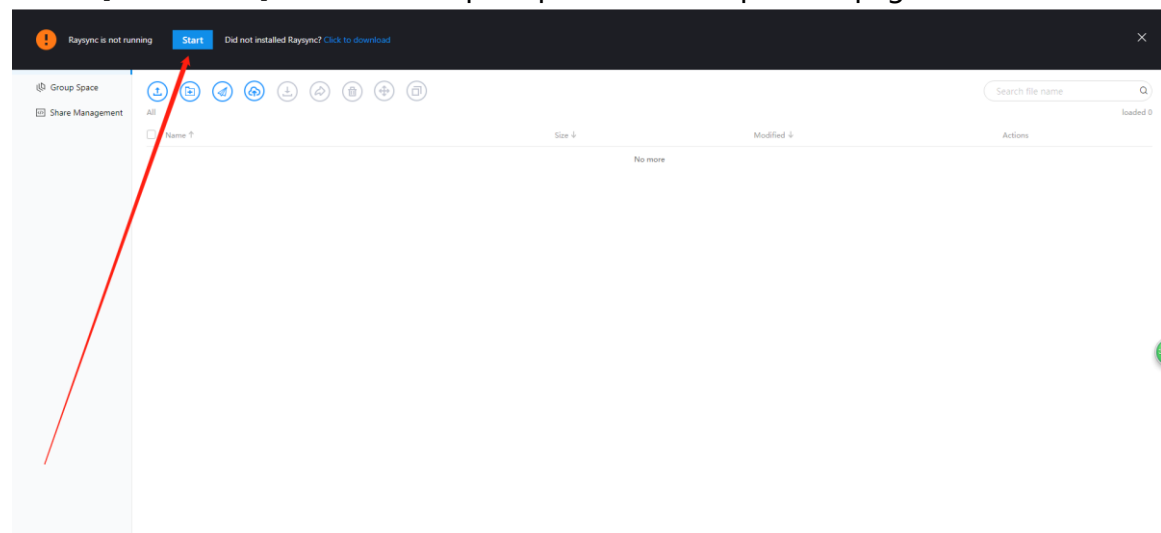 Raysync is not running Start Did not installed Raysync? Click to download
Group Space
Share Management
Search file name
All
loaded 0
Name ↑ Size ↓ Modified ↓ Actions
No more